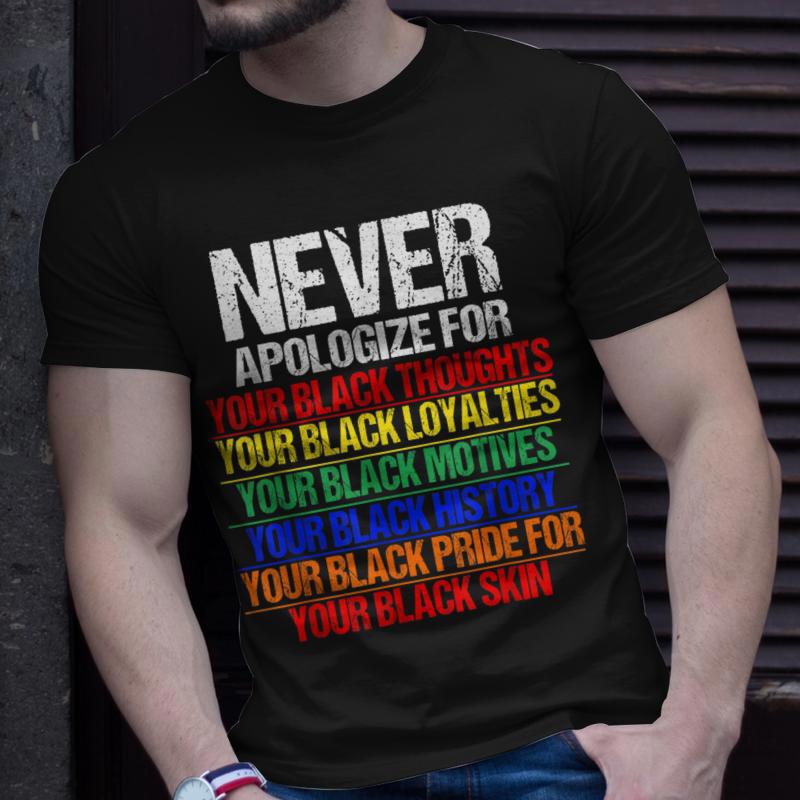 NEVER
APOLOGIZE FOR
YOUR BLACK THOUGHTS
YOUR BLACK LOYALTIES
YOUR BLACK MOTIVES
YOUR BLACK HISTORY
YOUR BLACK PRIDE FOR
YOUR BLACK SKIN